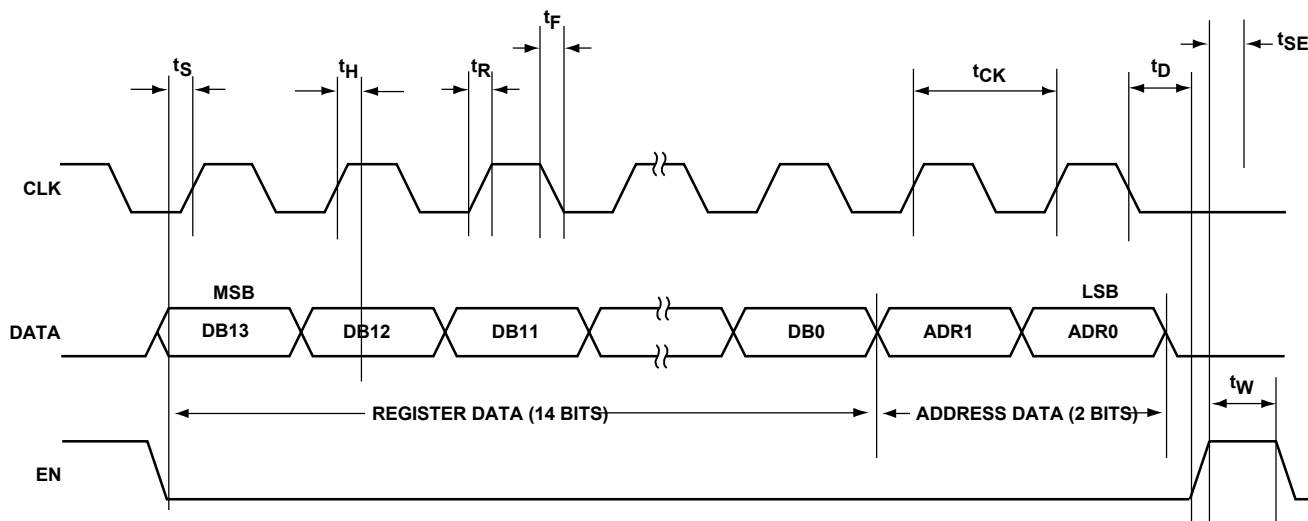 tF
tSE
tS
tH
tR
tCK
tD
CLK
MSB
LSB
DATA
DB13
DB12
DB11
DB0
ADR1
ADR0
tW
REGISTER DATA (14 BITS)
ADDRESS DATA (2 BITS)
EN